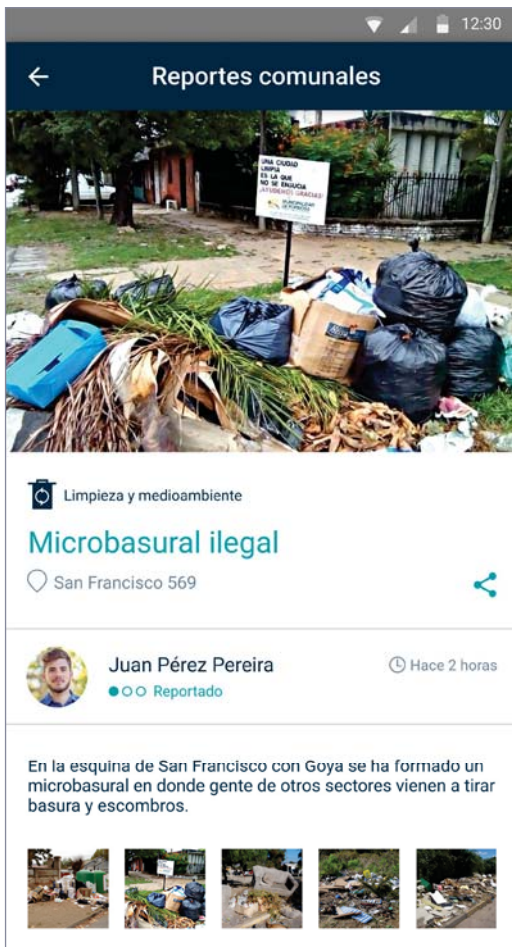 12:30
Reportes comunales
UNA CIUDAD
LIMPIA
ES LA QUE
NO SE ENSUCIA
¡AYUDENOS! GRACIAS!
MUNICIPALIDAD
Limpieza y medioambiente
Microbasural ilegal
San Francisco 569
Juan Pérez Pereira
Hace 2 horas
Reportado
En la esquina de San Francisco con Goya se ha formado un
microbasural en donde gente de otros sectores vienen a tirar
basura y escombros.